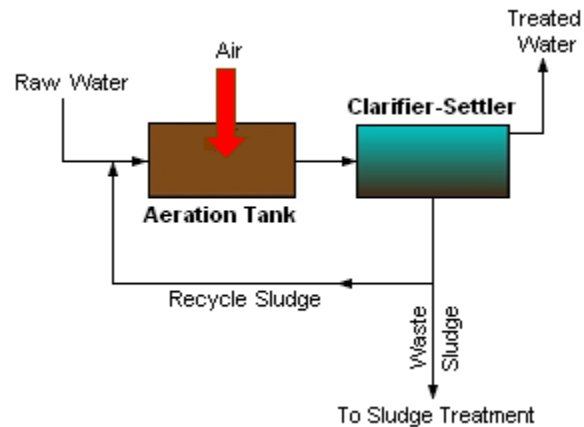 Treated
Water
Air
Raw Water
Clarifier-Settler
Aeration Tank
Recycle Sludge
Waste
Sludge
To Sludge Treatment